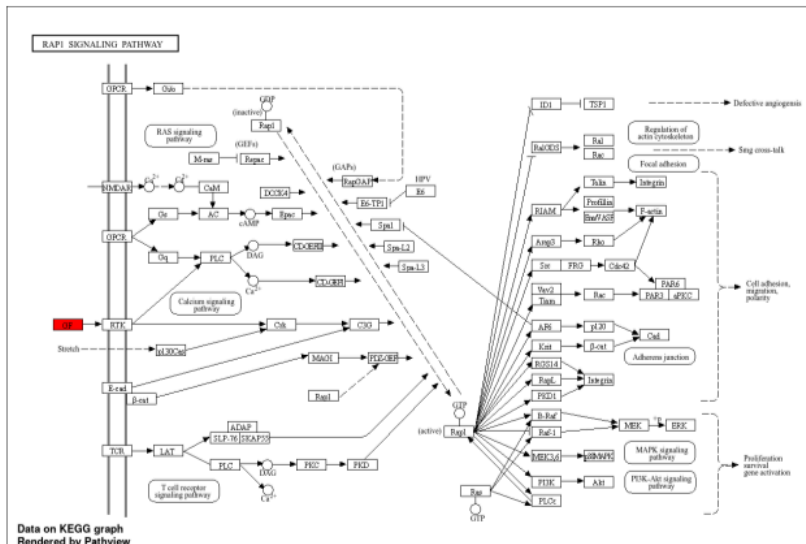 RAP1 SIGNALING PATHWAY
GPCR
Gi/o
GDP
(inactive)
Rap1
RAS signaling
pathway
(GEFs)
M-ras
Repac
(GAPs)
RapGAP
HPV
E6
E6-TP1
DOCK4
NMDAR
Ca2+
Ca2+
CaM
Gs
AC
cAMP
Epac
Spa1
GPCR
Gq
PLC
DAG
CD-GEFII
Spa-L2
Ca2+
CD-GEFI
Spa-L3
Calcium signaling
pathway
GF
RTK
Crk
C3G
Stretch
p130Cas
MAGI
PDZ-GEF
E-rad
β-cat
Rap1
ADAP
SLP-76
SKAP55
TCR
LAT
PLC
DAG
PKC
PKD
Ca2+
T cell receptor
signaling pathway
GTP
(active)
Rap1
Ras
GTP
ID1
TSP1
Defective angiogenesis
RalGDS
Ral
Rac
Regulation of
actin cytoskeleton
Smg cross-talk
Focal adhesion
Talin
Integrin
RIAM
Profilin
Ena/VASP
F-actin
Arap3
Rho
Src
FRG
Cdc42
PAR6
PAR3
aPKC
Vav2
Tiam
Rac
Cell adhesion,
migration,
polarity
AF6
p120
Krit
β-cat
Cad
Adherens junction
RGS14
RapL
Integrin
PKD1
B-Raf
Raf-1
MEK
+p
ERK
MEK3/6
p38MAPK
MAPK signaling
pathway
PI3K
Akt
PI3K-Akt signaling
pathway
PLCε
Proliferation
survival
gene activation
Data on KEGG graph
Rendered by Pathview